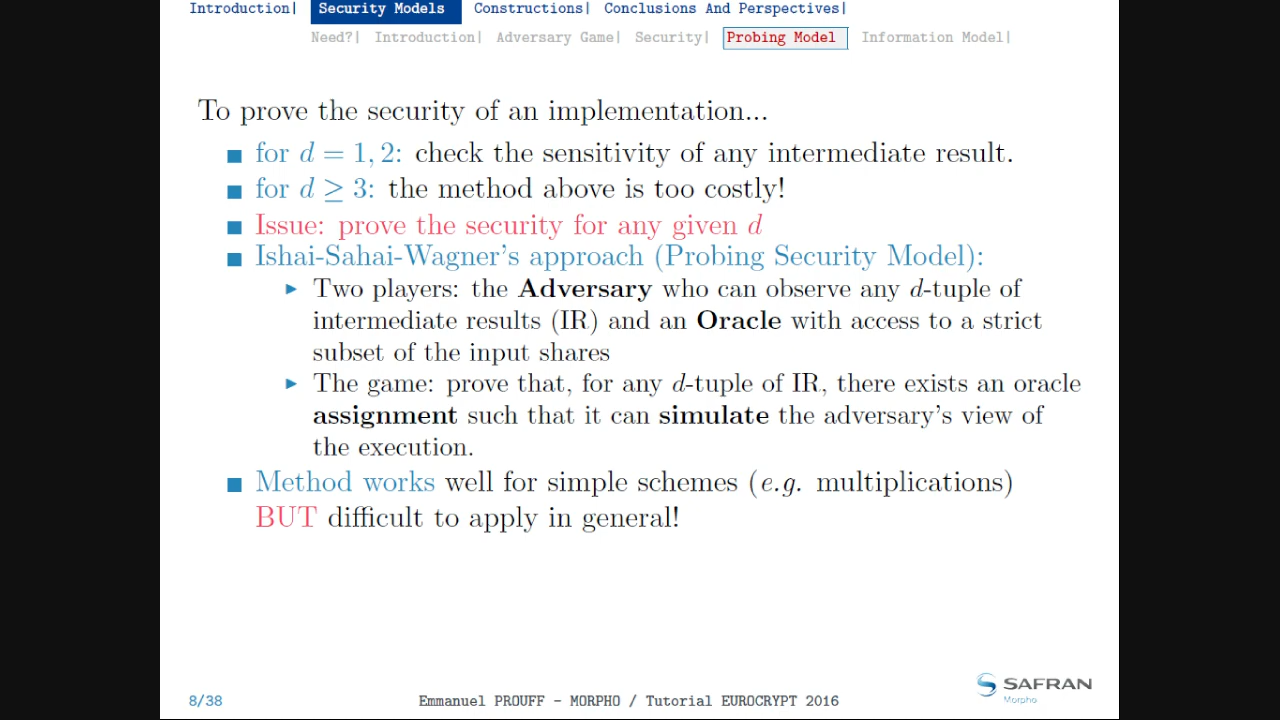 Introduction| Security Models Constructions| Conclusions And Perspectives|
Need?| Introduction| Adversary Game| Security| Probing Model Information Model|
To prove the security of an implementation...
for d = 1, 2: check the sensitivity of any intermediate result.
for d ≥ 3: the method above is too costly!
Issue: prove the security for any given d
Ishai-Sahai-Wagner's approach (Probing Security Model):
Two players: the Adversary who can observe any d-tuple of
intermediate results (IR) and an Oracle with access to a strict
subset of the input shares
The game: prove that, for any d-tuple of IR, there exists an oracle
assignment such that it can simulate the adversary's view of
the execution.
Method works well for simple schemes (e.g. multiplications)
BUT difficult to apply in general!
SAFRAN
Morpho
8/38 Emmanuel PROUFF - MORPHO / Tutorial EUROCRYPT 2016